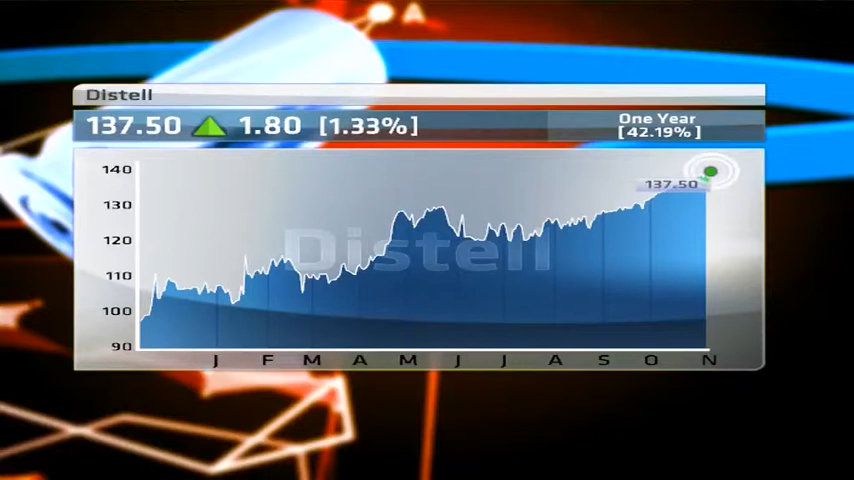 A
Distell
137.50 1.80 [1.33%]
One Year
[42.19%]
140
137.50
130
120
Distell
110
100
90
J F M A M J J A S O N